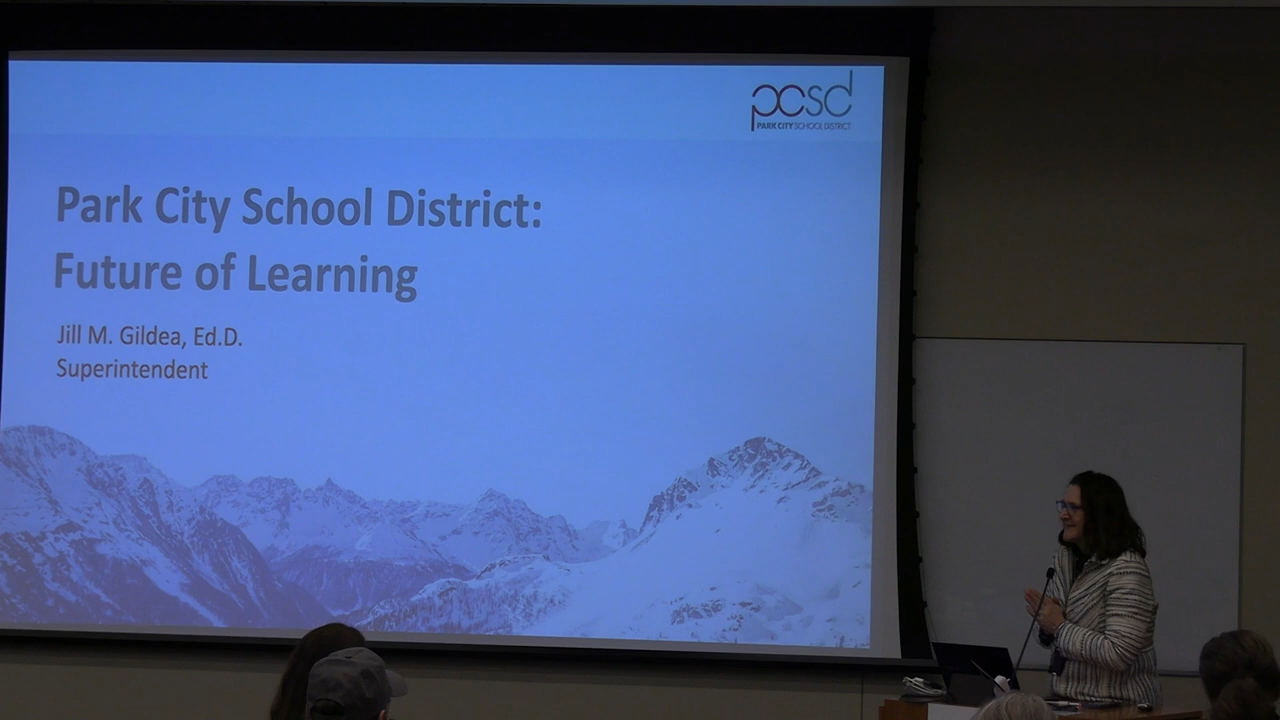 pcsd
PARK CITY SCHOOL DISTRICT
Park City School District:
Future of Learning
Jill M. Gildea, Ed.D.
Superintendent